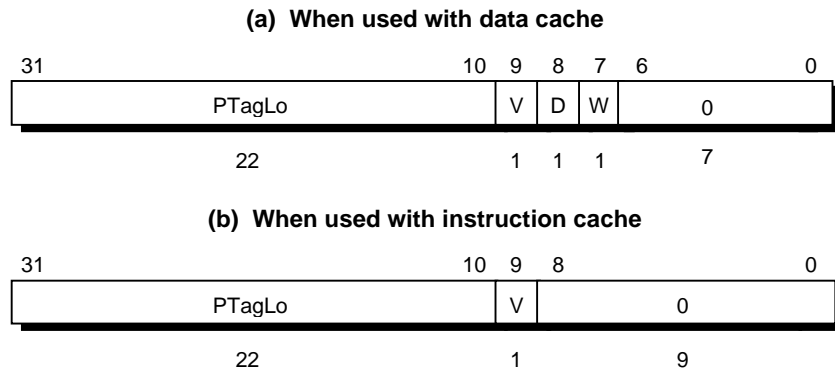 (a) When used with data cache
31 10 9 8 7 6 0
PTagLo V D W 0
22 1 1 1 7
(b) When used with instruction cache
31 10 9 8 0
PTagLo V 0
22 1 9